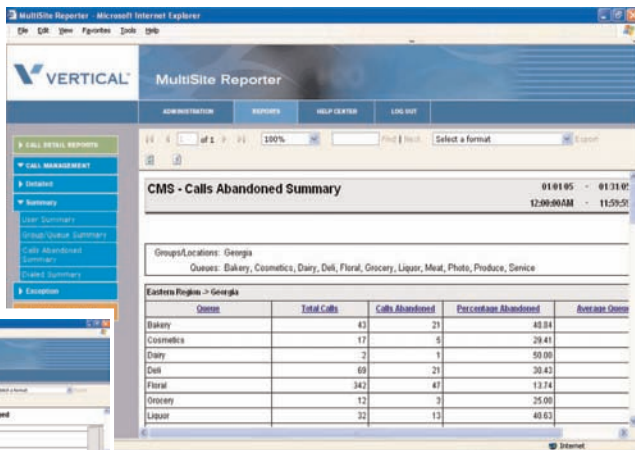 MultiSite Reporter - Microsoft Internet Explorer
File Edit View Favorites Tools Help
VERTICAL
MultiSite Reporter
ADMINISTRATION REPORTS HELP CENTER LOG OUT
CALL DETAIL REPORTS
1 of 1 100% Find | Next Select a format Export
CALL MANAGEMENT
Detailed
Summary
User Summary
Group/Queue Summary
Calls Abandoned
Summary
Dialed Summary
Exception
CMS - Calls Abandoned Summary
01/01/05 - 01/31/05
12:00:00AM - 11:59:59
Groups/Locations: Georgia
Queues: Bakery, Cosmetics, Dairy, Deli, Floral, Grocery, Liquor, Meat, Photo, Produce, Service
Eastern Region -> Georgia
Queue Total Calls Calls Abandoned Percentage Abandoned Average Queue
Bakery 43 21 48.84
Cosmetics 17 5 29.41
Dairy 2 1 50.00
Deli 69 21 30.43
Floral 342 47 13.74
Grocery 12 3 25.00
Liquor 32 13 40.63
Internet